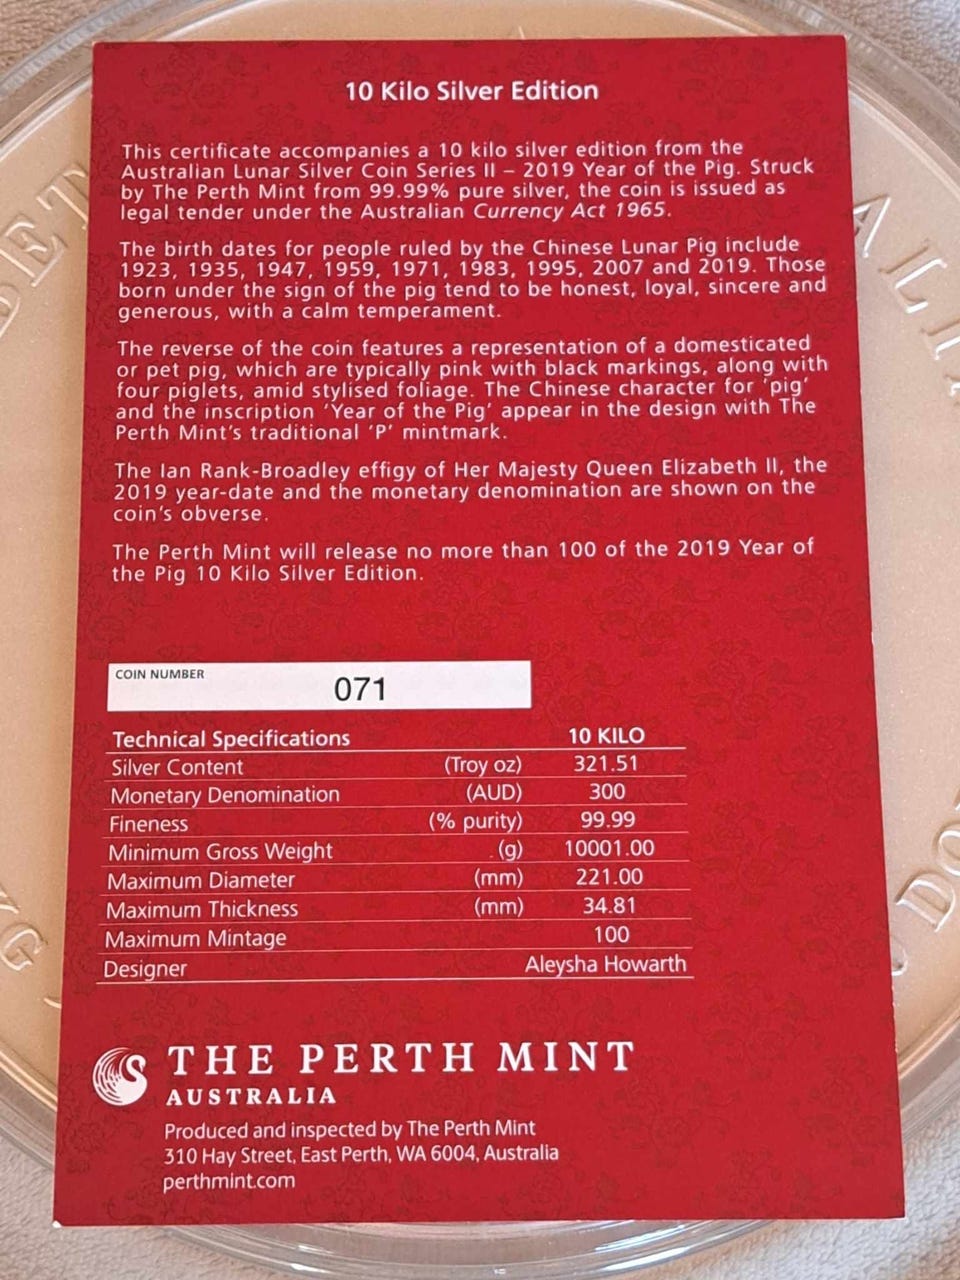 10 Kilo Silver Edition
This certificate accompanies a 10 kilo silver edition from the
Australian Lunar Silver Coin Series II – 2019 Year of the Pig. Struck
by The Perth Mint from 99.99% pure silver, the coin is issued as
legal tender under the Australian Currency Act 1965.
The birth dates for people ruled by the Chinese Lunar Pig include
1923, 1935, 1947, 1959, 1971, 1983, 1995, 2007 and 2019. Those
born under the sign of the pig tend to be honest, loyal, sincere and
generous, with a calm temperament.
The reverse of the coin features a representation of a domesticated
or pet pig, which are typically pink with black markings, along with
four piglets, amid stylised foliage. The Chinese character for ‘pig’
and the inscription ‘Year of the Pig’ appear in the design with The
Perth Mint’s traditional ‘P’ mintmark.
The Ian Rank-Broadley effigy of Her Majesty Queen Elizabeth II, the
2019 year-date and the monetary denomination are shown on the
coin’s obverse.
The Perth Mint will release no more than 100 of the 2019 Year of
the Pig 10 Kilo Silver Edition.
COIN NUMBER
071
Technical Specifications 10 KILO
Silver Content (Troy oz) 321.51
Monetary Denomination (AUD) 300
Fineness (% purity) 99.99
Minimum Gross Weight (g) 10001.00
Maximum Diameter (mm) 221.00
Maximum Thickness (mm) 34.81
Maximum Mintage 100
Designer Aleysha Howarth
THE PERTH MINT
AUSTRALIA
Produced and inspected by The Perth Mint
310 Hay Street, East Perth, WA 6004, Australia
perthmint.com